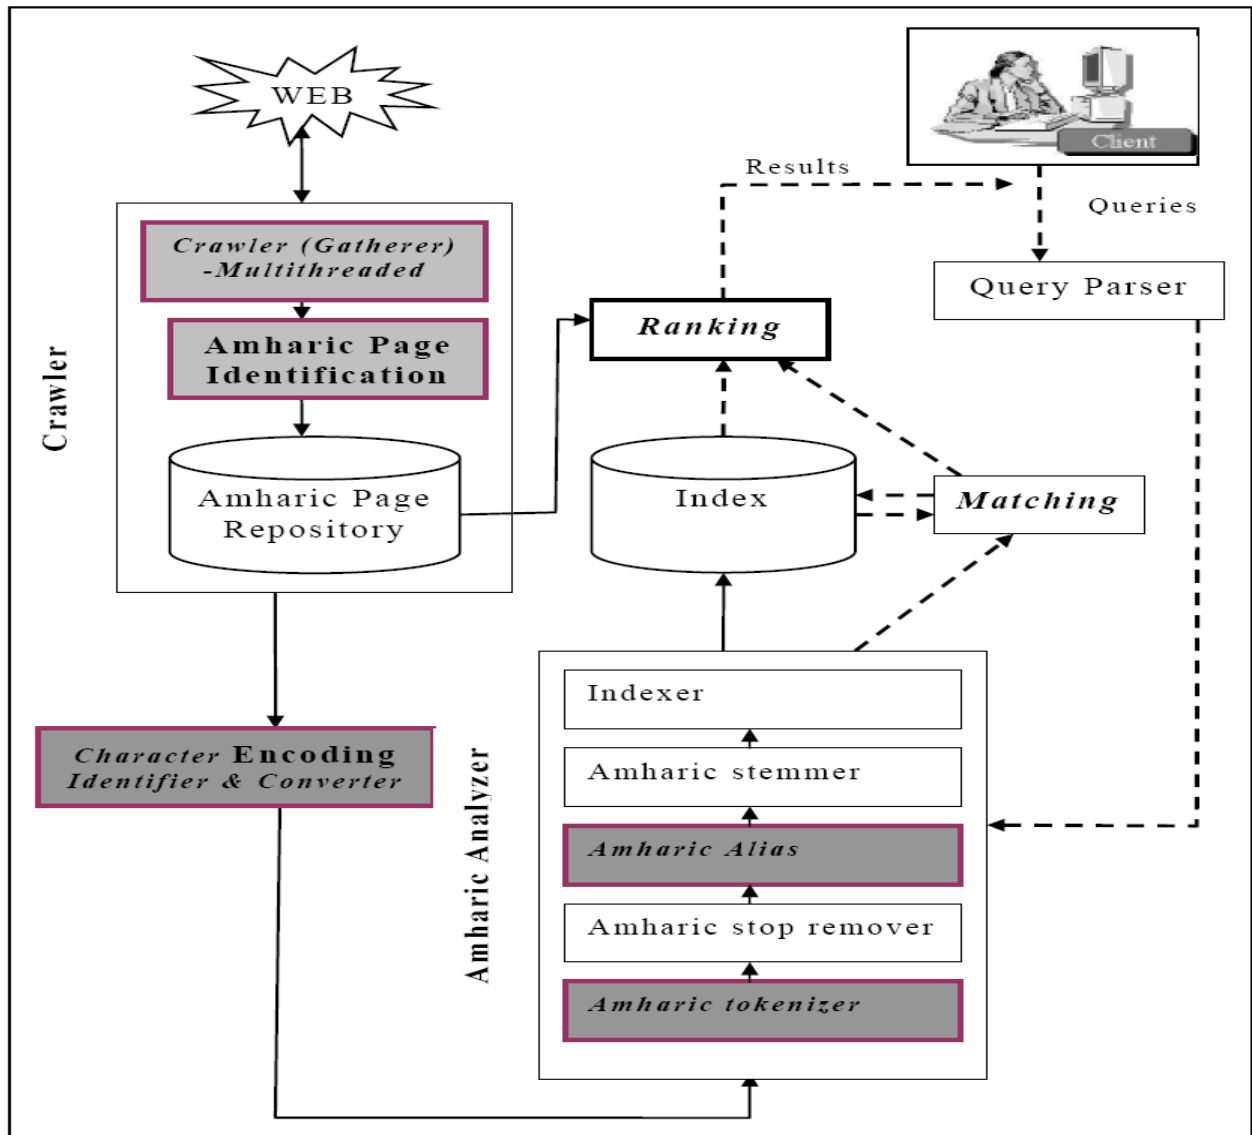 WEB
Client
Results
Queries
Crawler (Gatherer)
-Multithreaded
Query Parser
Ranking
Amharic Page
Identification
Crawler
Amharic Page
Repository
Index
Matching
Character Encoding
Identifier & Converter
Amharic Analyzer
Indexer
Amharic stemmer
Amharic Alias
Amharic stop remover
Amharic tokenizer